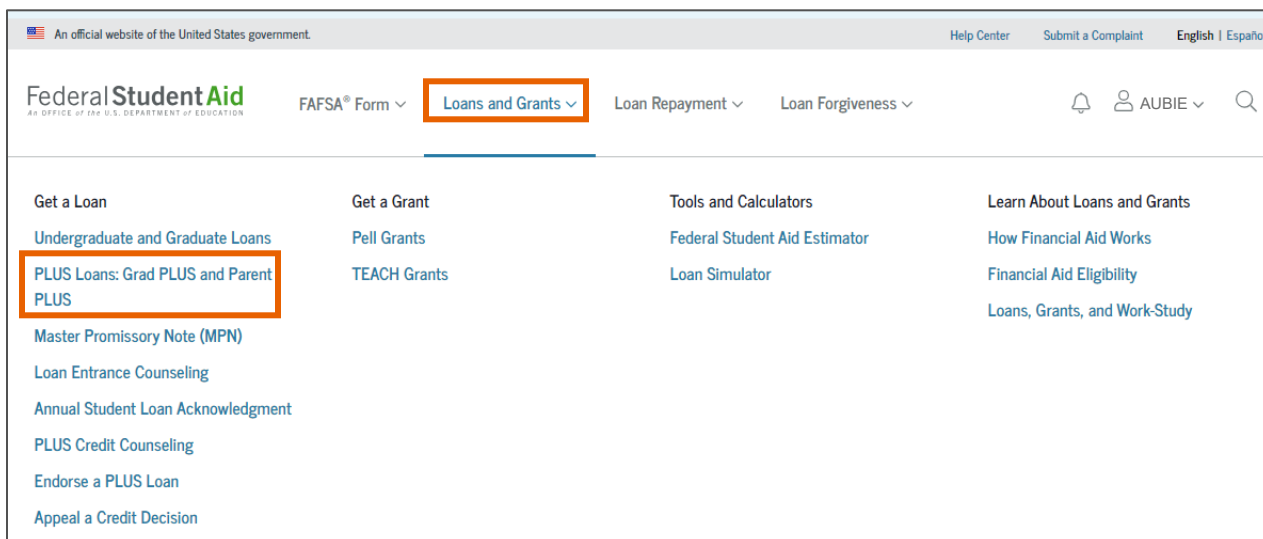 An official website of the United States government.
Help Center
Submit a Complaint
English | Españo
Federal Student Aid
An OFFICE of the U.S. DEPARTMENT of EDUCATION
FAFSA® Form
Loans and Grants
Loan Repayment
Loan Forgiveness
AUBIE
Get a Loan
Undergraduate and Graduate Loans
PLUS Loans: Grad PLUS and Parent
PLUS
Master Promissory Note (MPN)
Loan Entrance Counseling
Annual Student Loan Acknowledgment
PLUS Credit Counseling
Endorse a PLUS Loan
Appeal a Credit Decision
Get a Grant
Pell Grants
TEACH Grants
Tools and Calculators
Federal Student Aid Estimator
Loan Simulator
Learn About Loans and Grants
How Financial Aid Works
Financial Aid Eligibility
Loans, Grants, and Work-Study